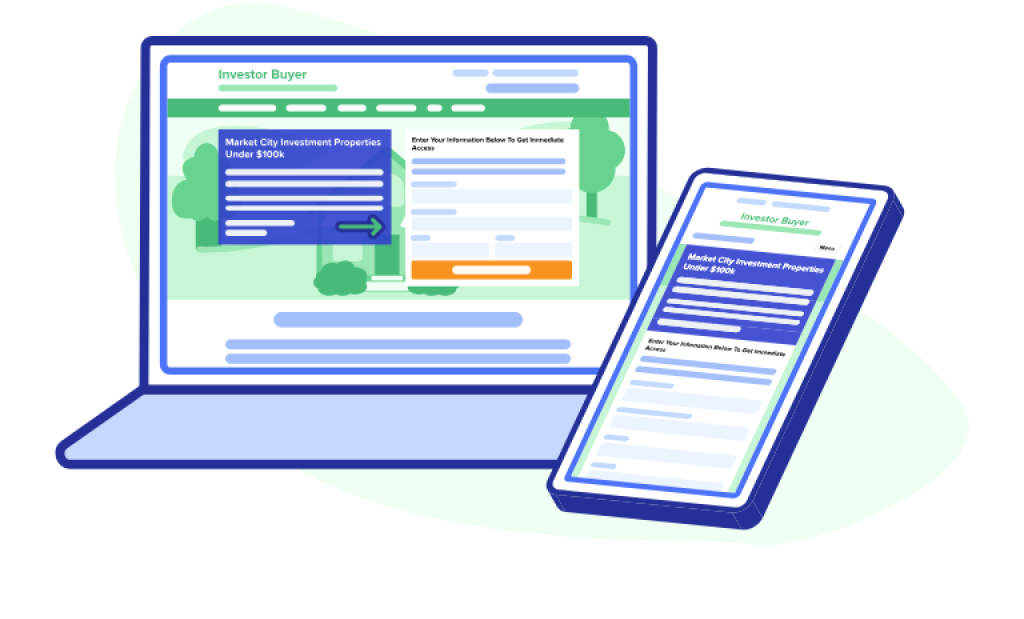 Investor Buyer
Market City Investment Properties
Under $100k
Enter Your Information Below To Get Immediate
Access
Investor Buyer
Menu
Market City Investment Properties
Under $100k
Enter Your Infomation Below To Get Immediate
Access